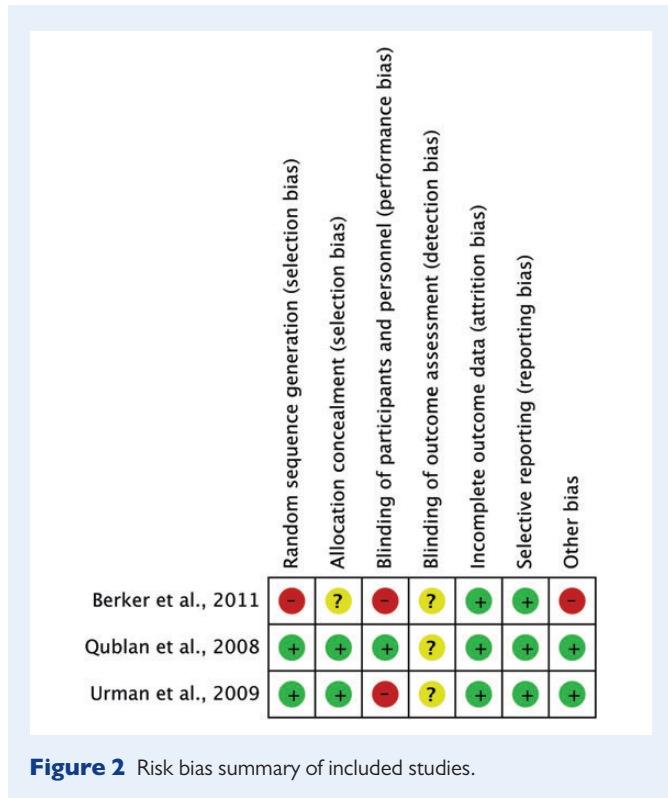 Random sequence generation (selection bias)
Allocation concealment (selection bias)
Blinding of participants and personnel (performance bias)
Blinding of outcome assessment (detection bias)
Incomplete outcome data (attrition bias)
Selective reporting (reporting bias)
Other bias
Berker et al., 2011 - ? - ? + + -
Qublan et al., 2008 + + + ? + + +
Urman et al., 2009 + + - ? + + +
Figure 2 Risk bias summary of included studies.